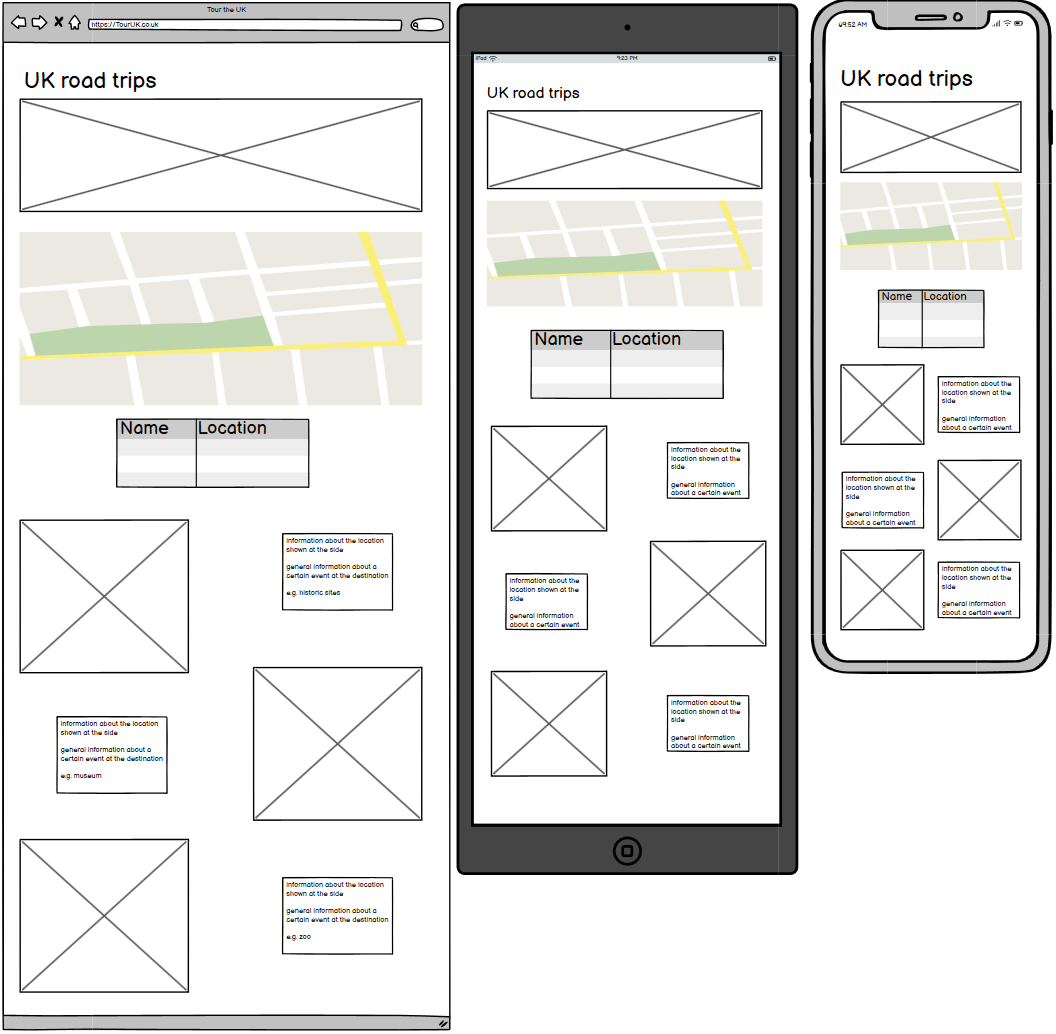 Tour the UK
https://TourUK.co.uk
UK road trips
Name Location
Information about the location
shown at the side
general information about a
certain event at the destination
e.g. historic sites
Information about the location
shown at the side
general information about a
certain event at the destination
e.g. museum
Information about the location
shown at the side
general information about a
certain event at the destination
e.g. zoo
iPad 9:23 PM
UK road trips
Name Location
Information about the
location shown at the
side
general information
about a certain event
Information about the
location shown at the
side
general information
about a certain event
Information about the
location shown at the
side
general information
about a certain event
09:52 AM
UK road trips
Name Location
Information about the
location shown at the
side
general information
about a certain event
Information about the
location shown at the
side
general information
about a certain event
Information about the
location shown at the
side
general information
about a certain event